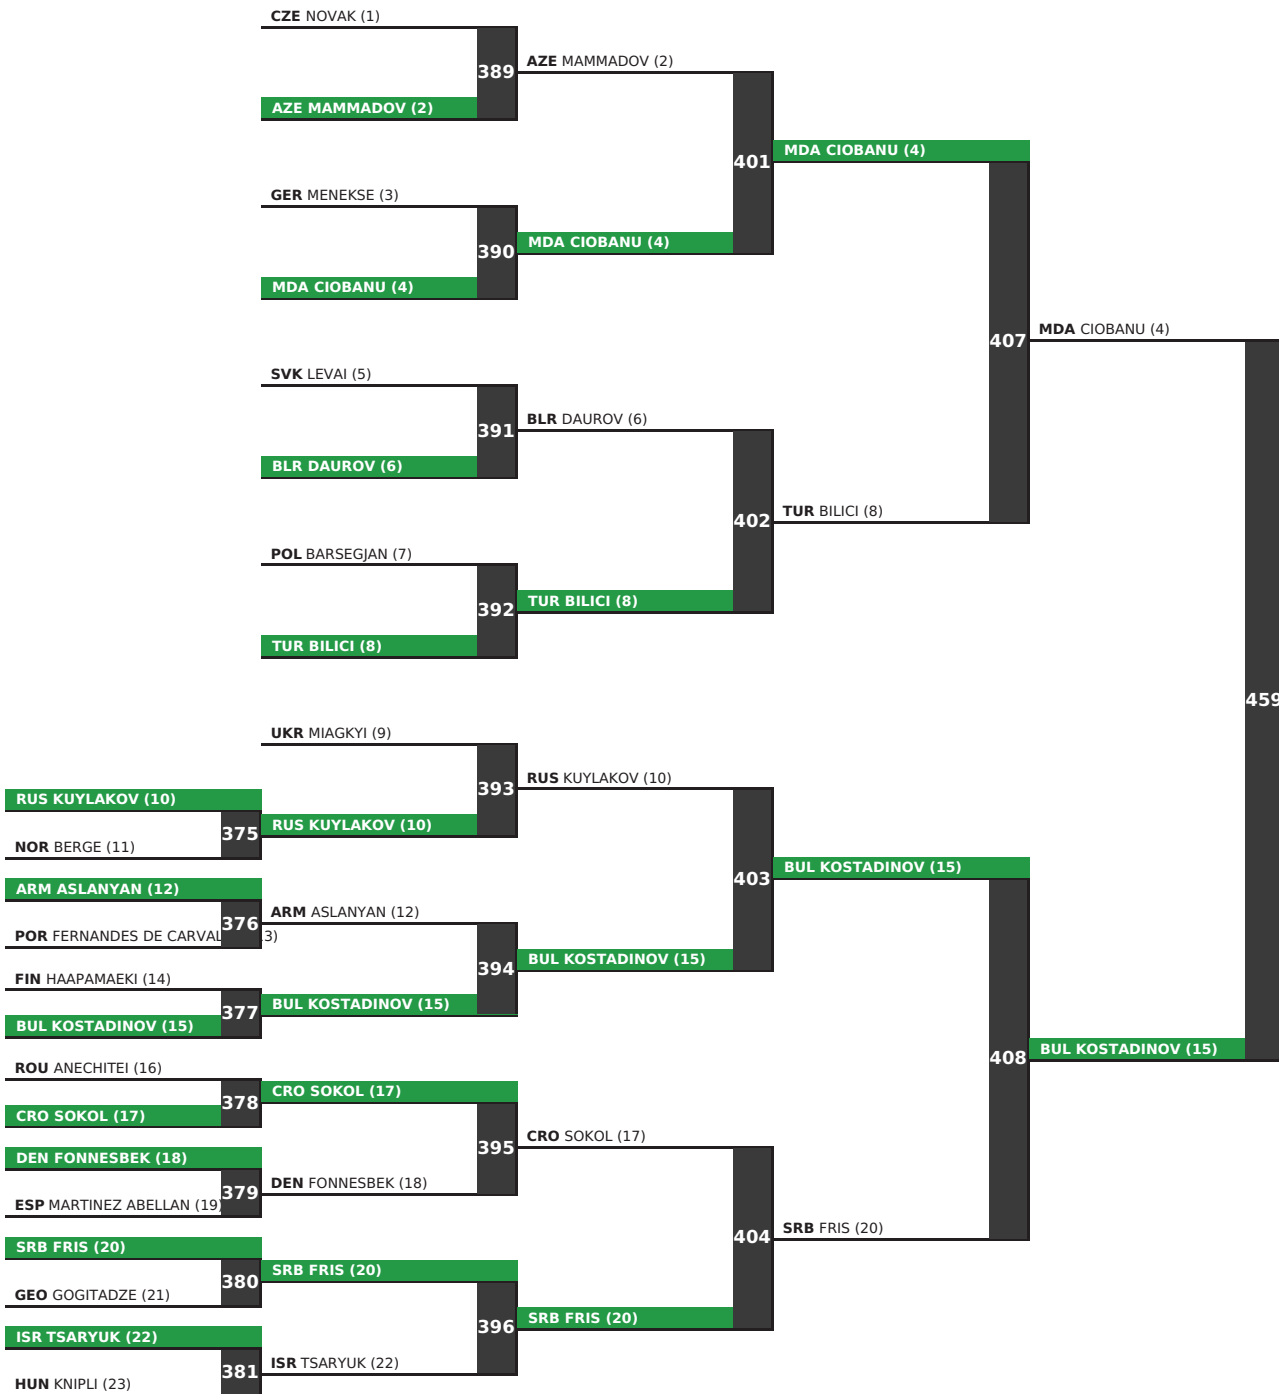 CZE NOVAK (1)
389
AZE MAMMADOV (2)
AZE MAMMADOV (2)
401
MDA CIOBANU (4)
GER MENEKSE (3)
390
MDA CIOBANU (4)
MDA CIOBANU (4)
407
MDA CIOBANU (4)
SVK LEVAI (5)
391
BLR DAUROV (6)
BLR DAUROV (6)
402
TUR BILICI (8)
POL BARSEGJAN (7)
392
TUR BILICI (8)
TUR BILICI (8)
459
UKR MIAGKYI (9)
393
RUS KUYLAKOV (10)
RUS KUYLAKOV (10)
375
RUS KUYLAKOV (10)
NOR BERGE (11)
403
BUL KOSTADINOV (15)
ARM ASLANYAN (12)
376
ARM ASLANYAN (12)
POR FERNANDES DE CARVAL 3)
394
BUL KOSTADINOV (15)
FIN HAAPAMAEKI (14)
377
BUL KOSTADINOV (15)
BUL KOSTADINOV (15)
408
BUL KOSTADINOV (15)
ROU ANECHITEI (16)
378
CRO SOKOL (17)
CRO SOKOL (17)
395
CRO SOKOL (17)
DEN FONNESBEK (18)
379
DEN FONNESBEK (18)
ESP MARTINEZ ABELLAN (19)
404
SRB FRIS (20)
SRB FRIS (20)
380
SRB FRIS (20)
GEO GOGITADZE (21)
396
SRB FRIS (20)
ISR TSARYUK (22)
381
ISR TSARYUK (22)
HUN KNIPLI (23)